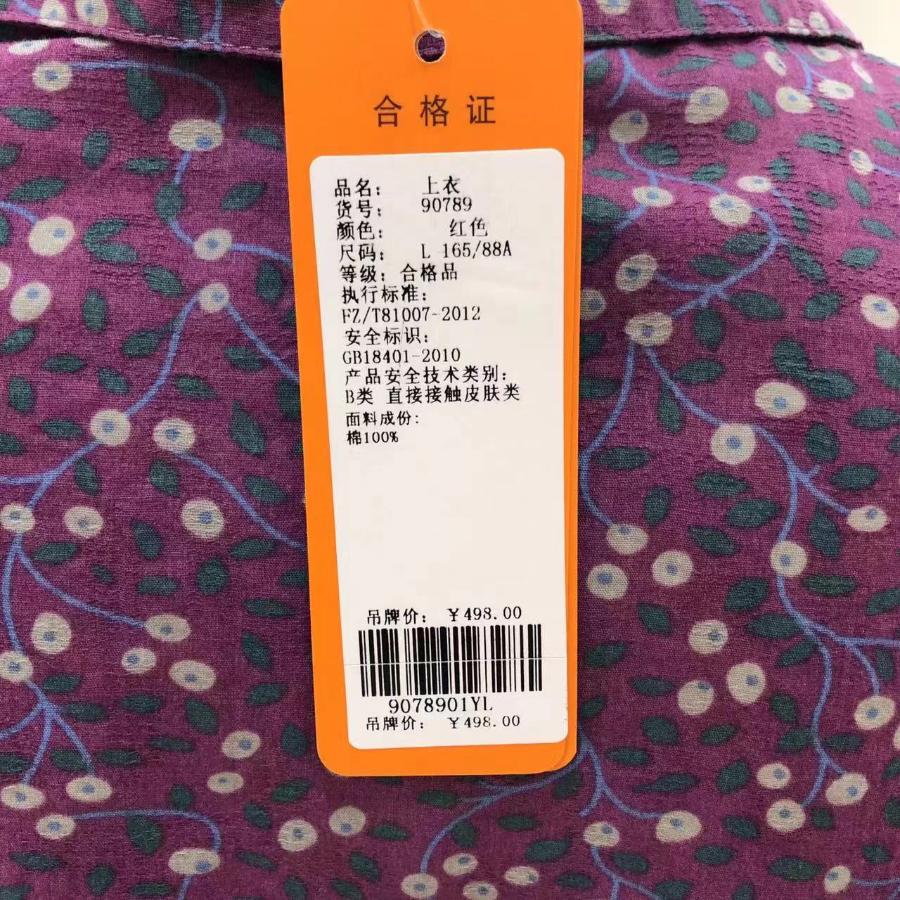 合格证
品名： 上衣
货号： 90789
颜色： 红色
尺码： L 165/88A
等级：合格品
执行标准：
FZ/T81007-2012
安全标识：
GB18401-2010
产品安全技术类别：
B类 直接接触皮肤类
面料成份：
棉100%
吊牌价： ￥498.00
9078901YL
吊牌价： ￥498.00